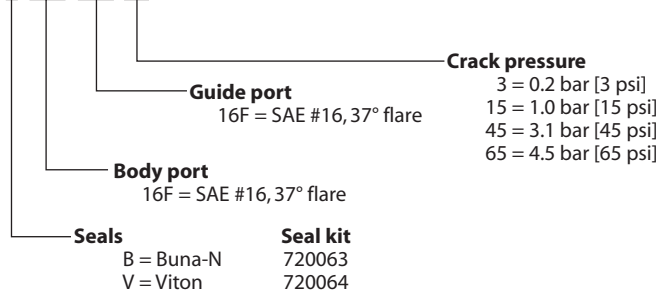 Crack pressure
3 = 0.2 bar [3 psi]
15 = 1.0 bar [15 psi]
45 = 3.1 bar [45 psi]
65 = 4.5 bar [65 psi]
Guide port
16F = SAE #16, 37° flare
Body port
16F = SAE #16, 37° flare
Seals Seal kit
B = Buna-N 720063
V = Viton 720064